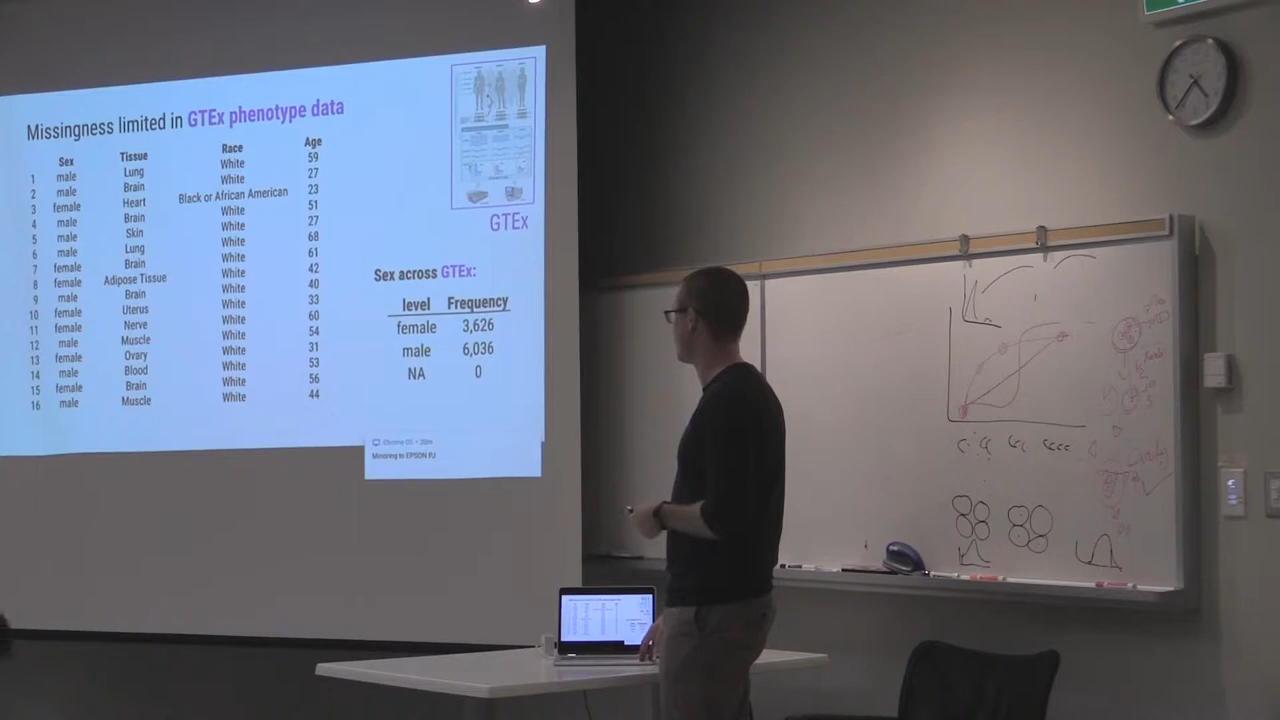 Missingness limited in GTEx phenotype data
Sex Tissue Race Age
1 male Lung White 59
2 male Brain White 27
3 female Heart Black or African American 23
4 male Brain White 51
5 male Skin White 27
6 male Lung White 68
7 female Brain White 61
8 female Adipose Tissue White 42
9 male Brain White 40
10 female Uterus White 33
11 female Nerve White 60
12 male Muscle White 54
13 female Ovary White 31
14 male Blood White 53
15 female Brain White 56
16 male Muscle White 44
GTEx
Sex across GTEx:
level Frequency
female 3,626
male 6,036
NA 0
Chrome OS • 20m
Mirroring to EPSON PJ